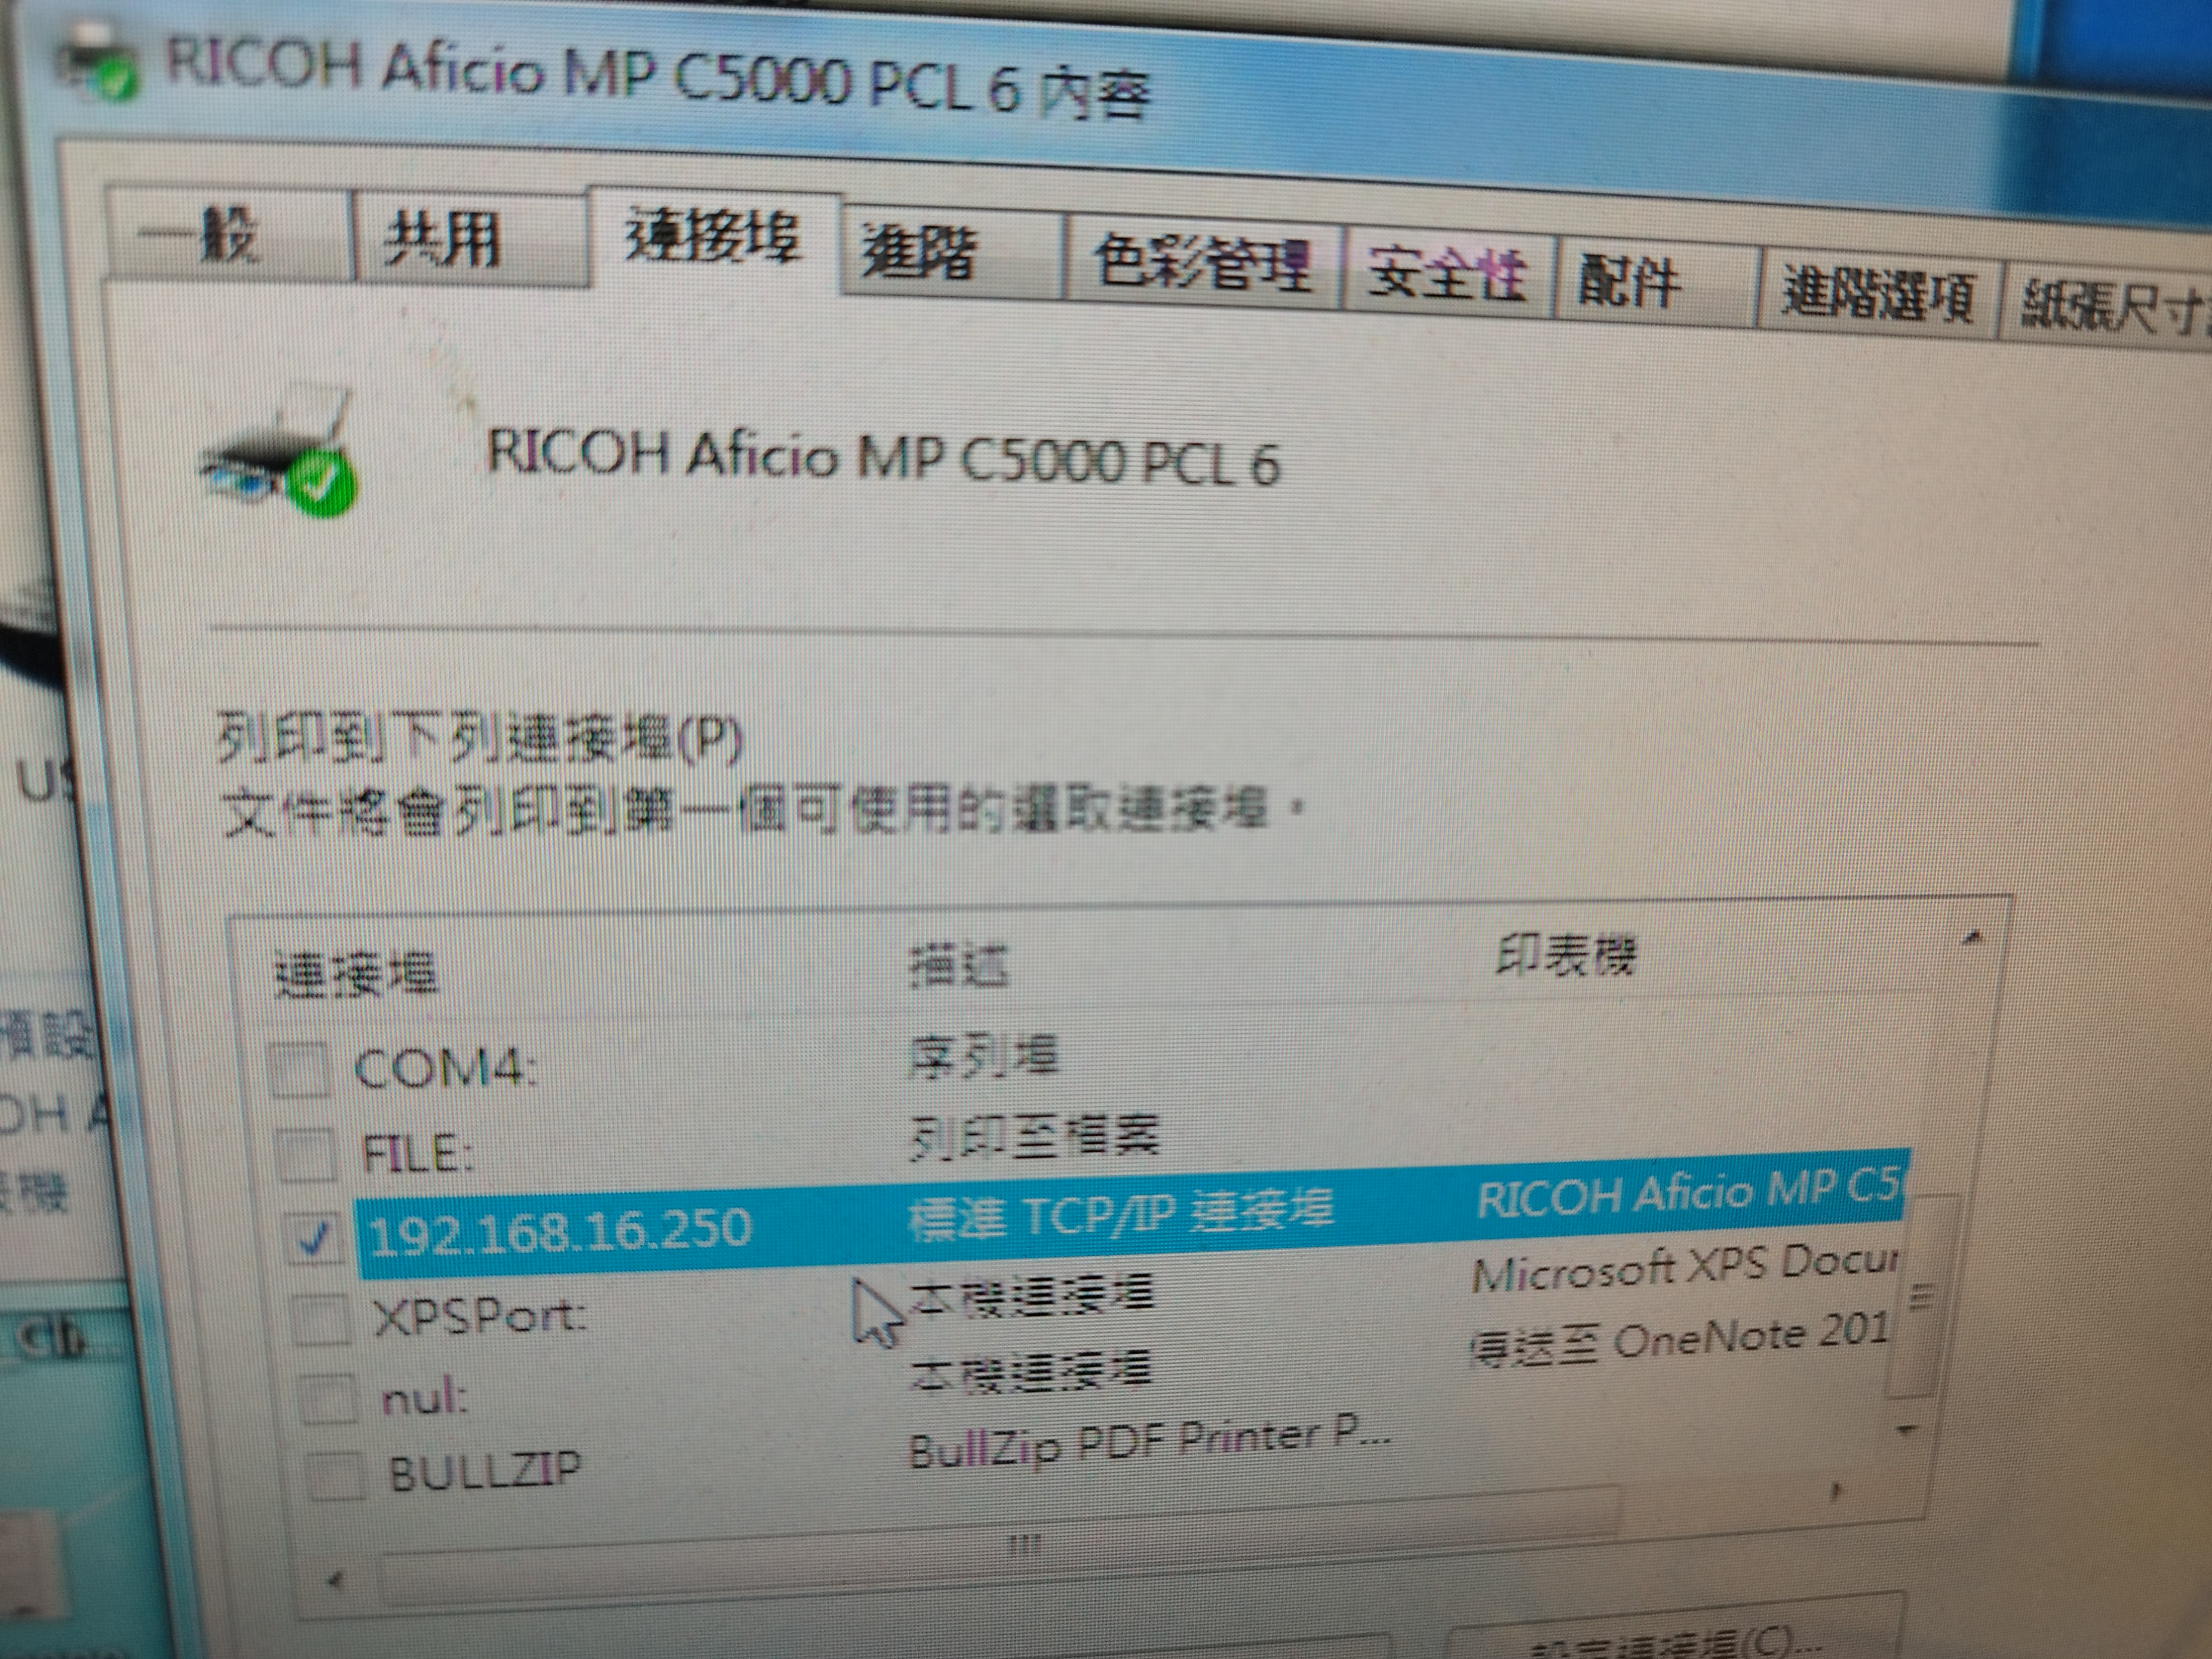 RICOH Aficio MP C5000 PCL 6 內容
一般 共用 連接埠 進階 色彩管理 安全性 配件 進階選項 紙張尺寸
RICOH Aficio MP C5000 PCL 6
列印到下列連接埠(P)
文件將會列印到第一個可使用的選取連接埠。
連接埠 描述 印表機
COM4: 序列埠
FILE: 列印至檔案
192.168.16.250 標準 TCP/IP 連接埠 RICOH Aficio MP C5
XPSPort: 本機連接埠 Microsoft XPS Docu
nul: 本機連接埠 傳送至 OneNote 201
BULLZIP BullZip PDF Printer P...
設定連接埠(C)...
US
預設
OH A
表機